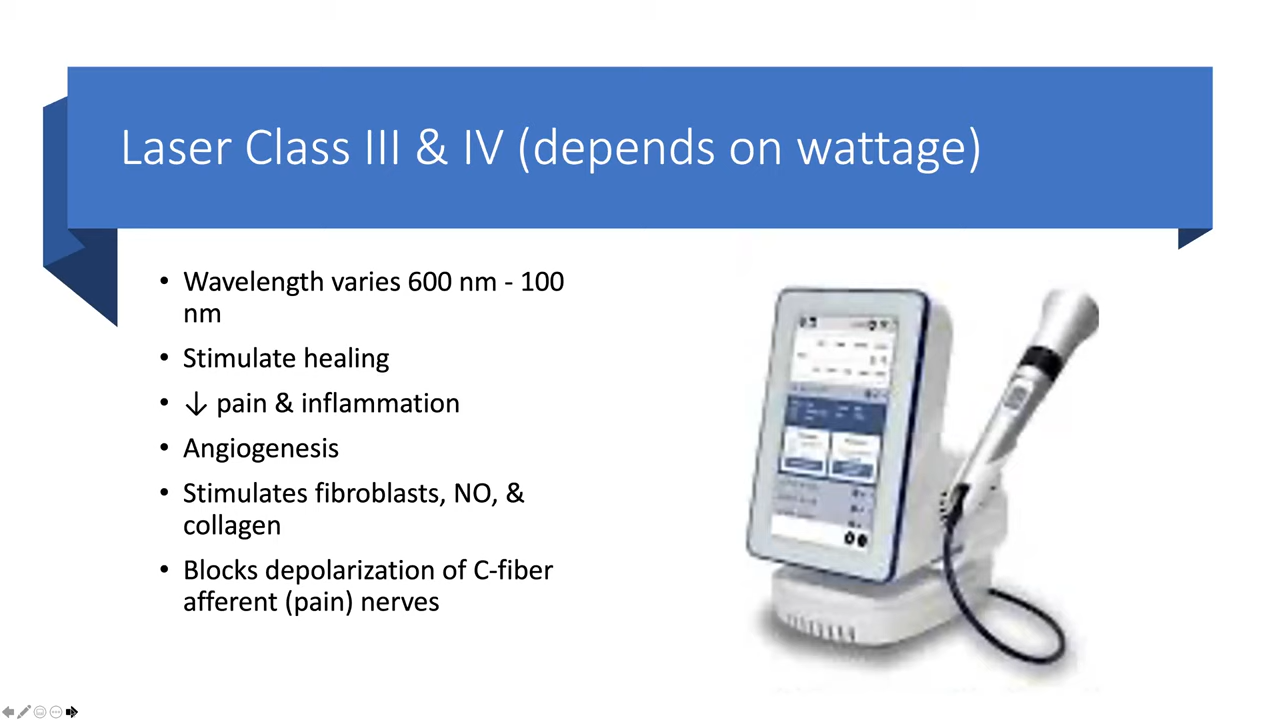 Laser Class III & IV (depends on wattage)
• Wavelength varies 600 nm - 100
nm
• Stimulate healing
• ↓ pain & inflammation
• Angiogenesis
• Stimulates fibroblasts, NO, &
collagen
• Blocks depolarization of C-fiber
afferent (pain) nerves